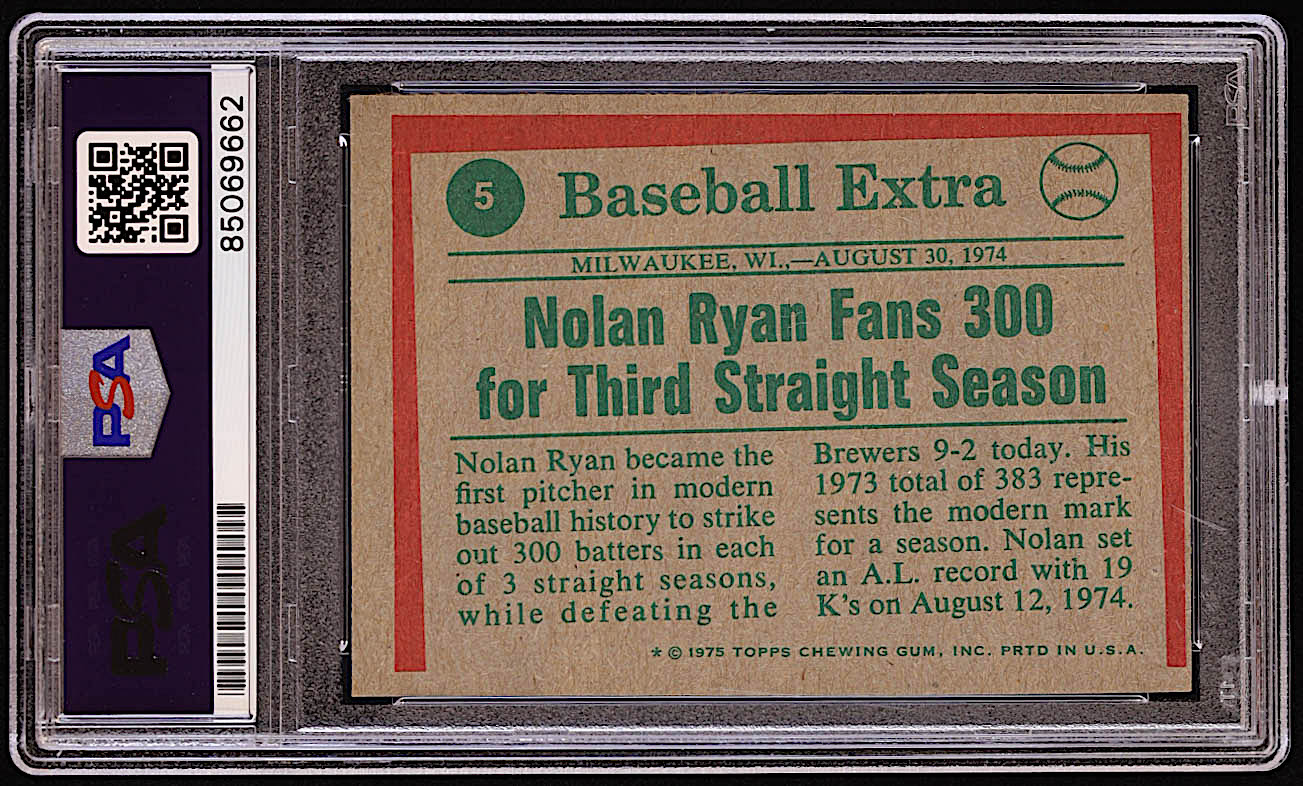 85069662
PSA
PSA
5
Baseball Extra
MILWAUKEE, WI.,—AUGUST 30, 1974
Nolan Ryan Fans 300
for Third Straight Season
Nolan Ryan became the
first pitcher in modern
baseball history to strike
out 300 batters in each
of 3 straight seasons,
while defeating the
Brewers 9-2 today. His
1973 total of 383 repre-
sents the modern mark
for a season. Nolan set
an A.L. record with 19
K's on August 12, 1974.
* © 1975 TOPPS CHEWING GUM, INC. PRTD IN U.S.A.